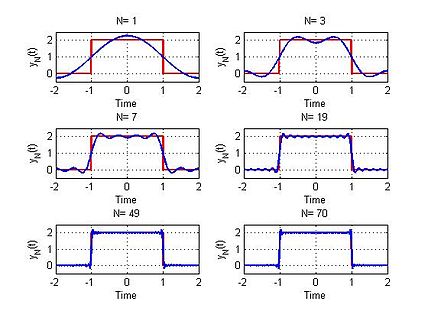 N= 1
N= 3
y_N(t)
2
1
0
-2 -1 0 1 2
Time
y_N(t)
2
1
0
-2 -1 0 1 2
Time
N= 7
N= 19
y_N(t)
2
1
0
-2 -1 0 1 2
Time
y_N(t)
2
1
0
-2 -1 0 1 2
Time
N= 49
N= 70
y_N(t)
2
1
0
-2 -1 0 1 2
Time
y_N(t)
2
1
0
-2 -1 0 1 2
Time